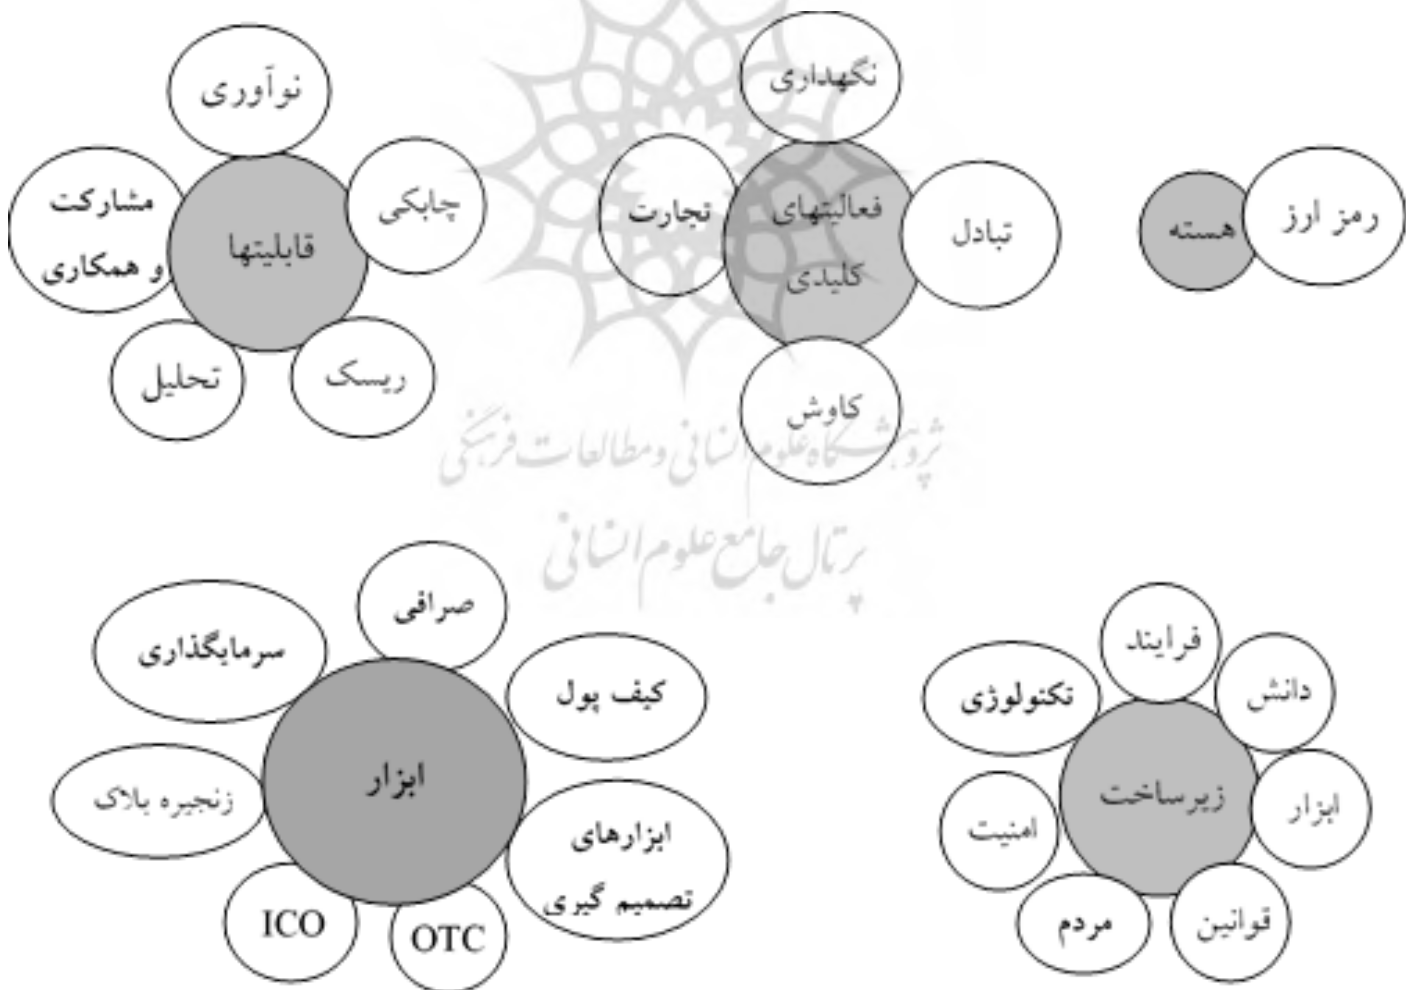 رمز ارز
هسته
نگهداری
تبادل
فعالیتهای
کلیدی
تجارت
کاوش
نوآوری
چابکی
قابلیتها
مشارکت
و همکاری
ریسک
تحلیل
پژوهشگاه علوم انسانی و مطالعات فرهنگی
پرتال جامع علوم انسانی
فرایند
دانش
تکنولوژی
زیرساخت
ابزار
امنیت
قوانین
مردم
صرافی
کیف پول
سرمایگذاری
ابزار
زنجیره بلاک
ابزارهای
تصمیم گیری
OTC
ICO